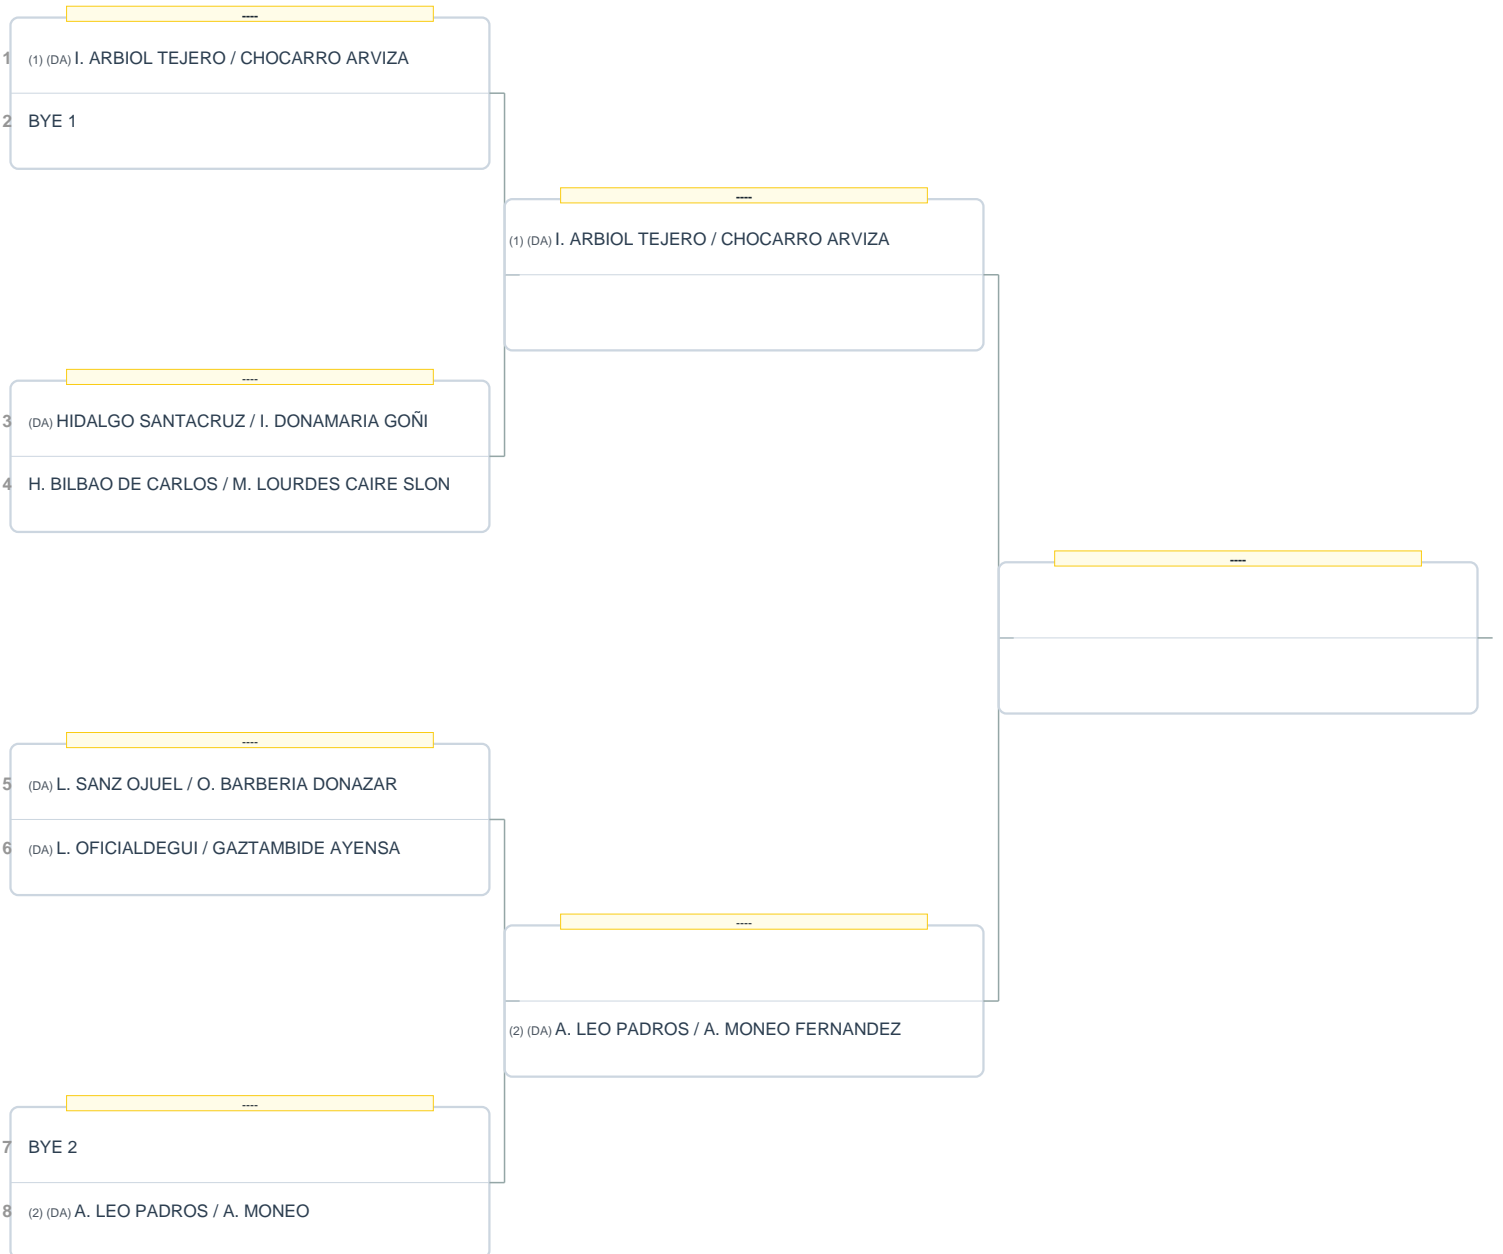 ----
1 (1) (DA) I. ARBIOL TEJERO / CHOCARRO ARVIZA
2 BYE 1
----
(1) (DA) I. ARBIOL TEJERO / CHOCARRO ARVIZA
----
3 (DA) HIDALGO SANTACRUZ / I. DONAMARIA GOÑI
4 H. BILBAO DE CARLOS / M. LOURDES CAIRE SLON
----
----
5 (DA) L. SANZ OJUEL / O. BARBERIA DONAZAR
6 (DA) L. OFICIALDEGUI / GAZTAMBIDE AYENSA
----
(2) (DA) A. LEO PADROS / A. MONEO FERNANDEZ
----
7 BYE 2
8 (2) (DA) A. LEO PADROS / A. MONEO